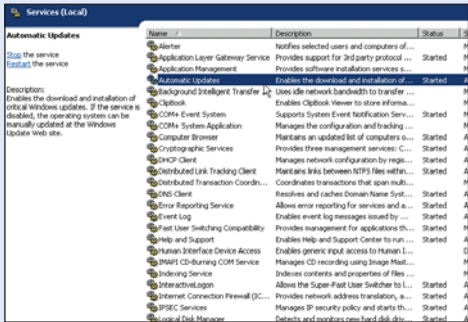 Services (Local)
Automatic Updates
Stop the service
Restart the service
Description:
Enables the download and installation of
critical Windows updates. If the service is
disabled, the operating system can be
manually updated at the Windows
Update Web site.
Name Description Status S
Alerter Notifies selected users and computers of... M
Application Layer Gateway Service Provides support for 3rd party protocol ... Started M
Application Management Provides software installation services s... M
Automatic Updates Enables the download and installation of ... Started A
Background Intelligent Transfer Uses idle network bandwidth to transfer ... M
ClipBook Enables ClipBook Viewer to store informa... M
COM+ Event System Supports System Event Notification Serv... Started M
COM+ System Application Manages the configuration and tracking ... M
Computer Browser Maintains an updated list of computers o... Started A
Cryptographic Services Provides three management services: C... Started A
DHCP Client Manages network configuration by regis... Started A
Distributed Link Tracking Client Maintains links between NTFS files within... Started A
Distributed Transaction Coordin... Coordinates transactions that span multi... M
DNS Client Resolves and caches Domain Name Syst... Started A
Error Reporting Service Allows error reporting for services and a... Started A
Event Log Enables event log messages issued by ... Started A
Fast User Switching Compatibility Provides management for applications th... Started M
Help and Support Enables Help and Support Center to run ... Started A
Human Interface Device Access Enables generic input access to Human I... D
IMAPI CD-Burning COM Service Manages CD recording using Image Mast... M
Indexing Service Indexes contents and properties of files ... M
InteractiveLogon Allows the Super-Fast User Switcher to l... Started A
Internet Connection Firewall (IC... Provides network address translation, a... Started A
IPSEC Services Manages IP security policy and starts th... Started A
Logical Disk Manager Detects and monitors new hard disk driv... Started A